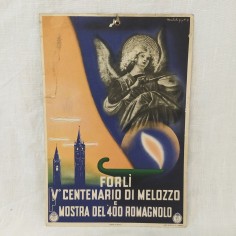 FORLÌ
V° CENTENARIO DI MELOZZO
E
MOSTRA DEL '400 ROMAGNOLO